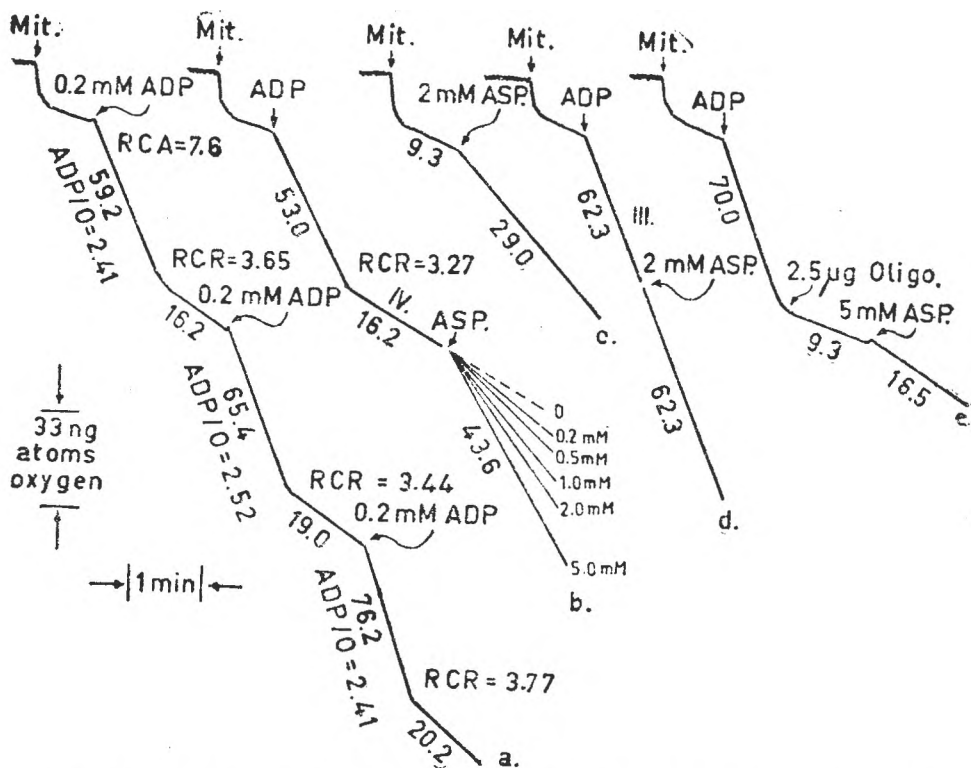 Mit.
0.2 mM ADP
RCA=7.6
59.2
ADP/O=2.41
RCR=3.65
0.2 mM ADP
16.2
65.4
ADP/O=2.52
RCR = 3.44
0.2 mM ADP
19.0
76.2
ADP/O=2.41
RCR = 3.77
20.2
a.
33 ng
atoms
oxygen
1 min
Mit.
ADP
53.0
RCR=3.27
IV.
16.2
ASP.
43.6
0
0.2 mM
0.5 mM
1.0 mM
2.0 mM
5.0 mM
b.
Mit.
2 mM ASP.
9.3
29.0
c.
Mit.
ADP
62.3
III.
2 mM ASP.
62.3
d.
Mit.
ADP
70.0
2.5 µg Oligo.
5 mM ASP.
9.3
16.5
e.